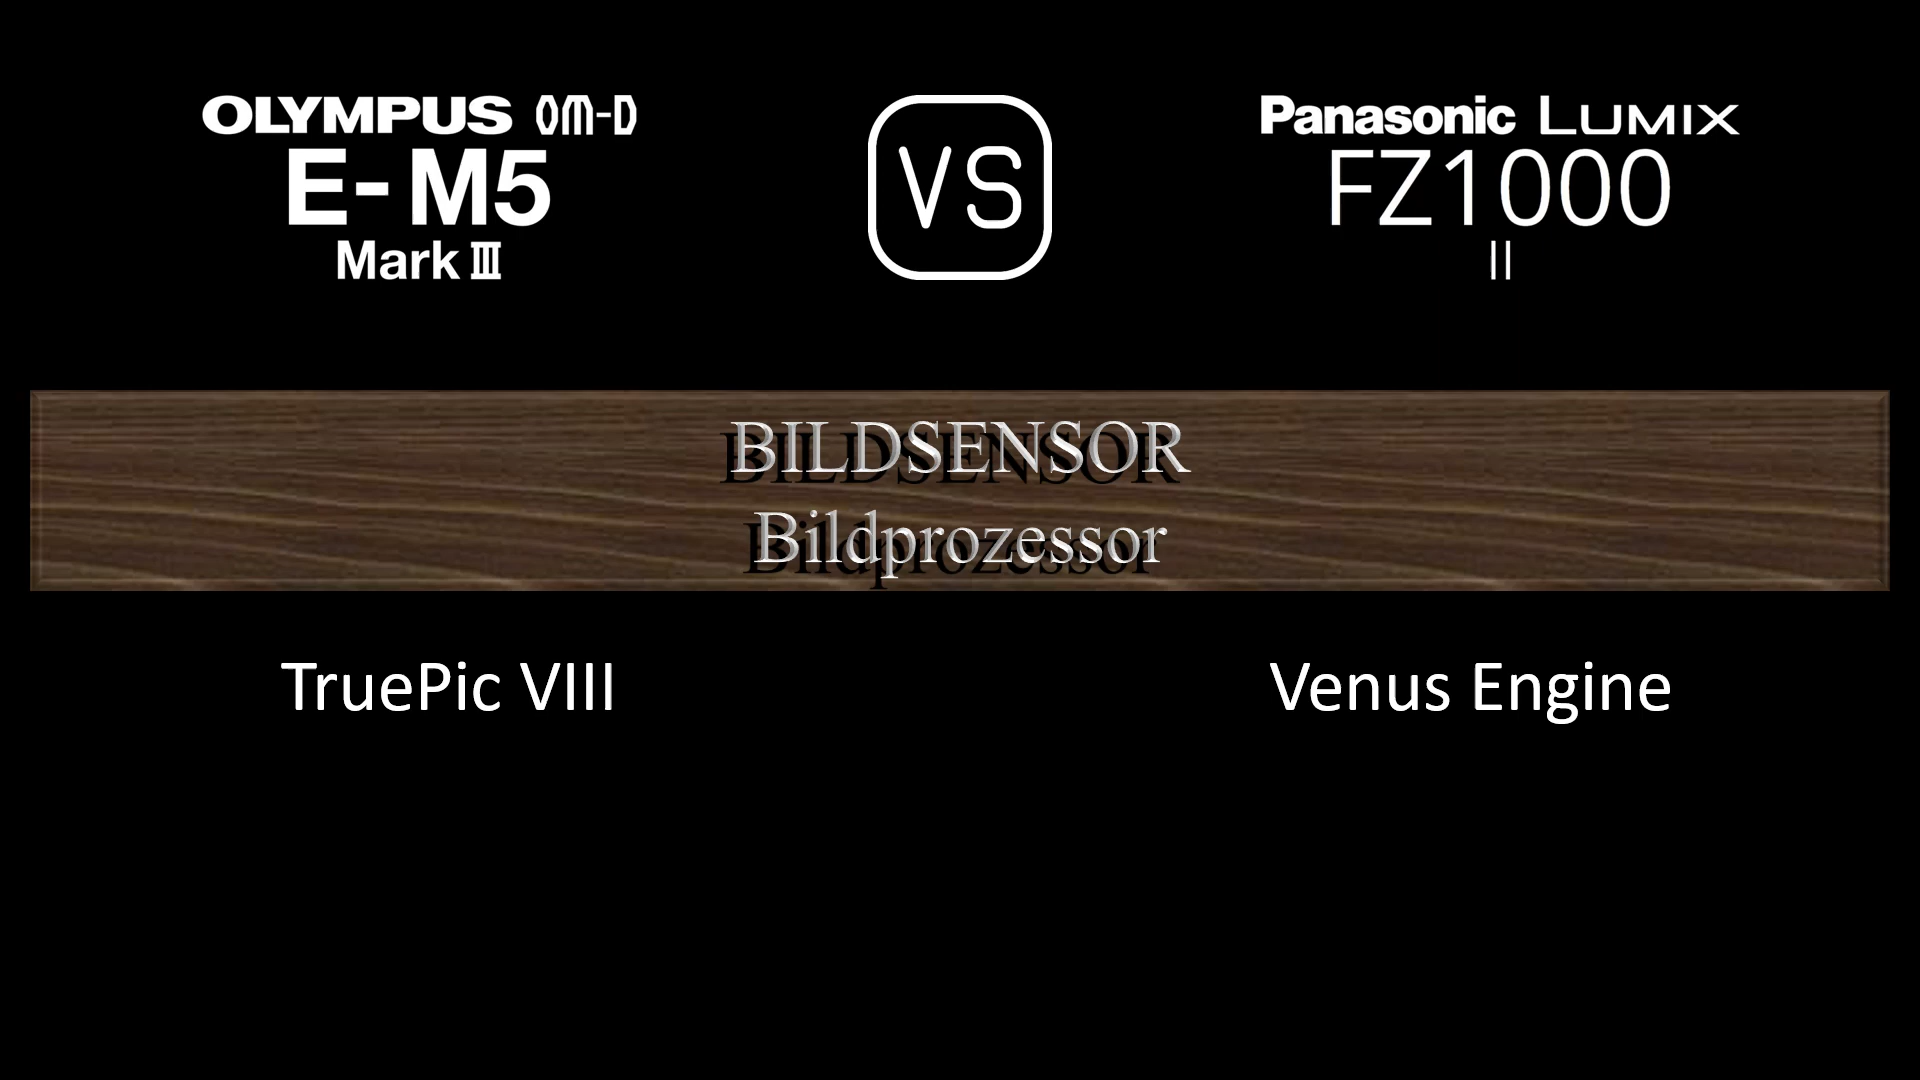 OLYMPUS OM-D
E-M5
Mark III
VS
Panasonic LUMIX
FZ1000
II
BILDSENSOR
Bildprozessor
TruePic VIII
Venus Engine